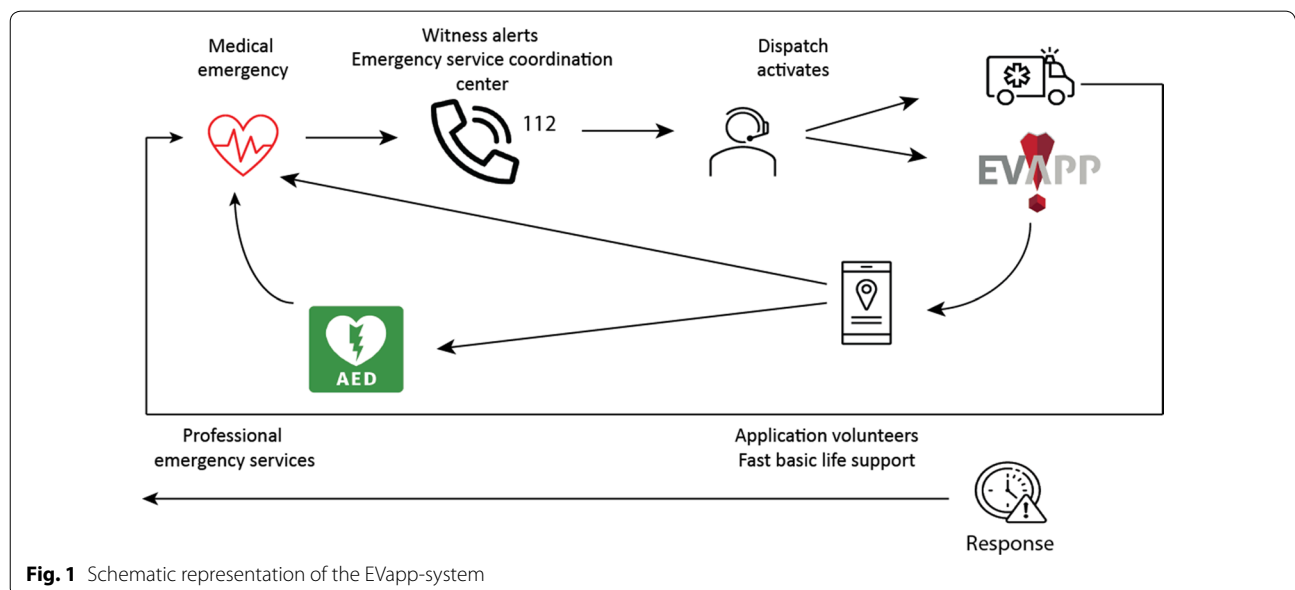 Medical
emergency
Witness alerts
Emergency service coordination
center
112
Dispatch
activates
EVAPP
AED
Professional
emergency services
Application volunteers
Fast basic life support
Response
Fig. 1 Schematic representation of the EVapp-system